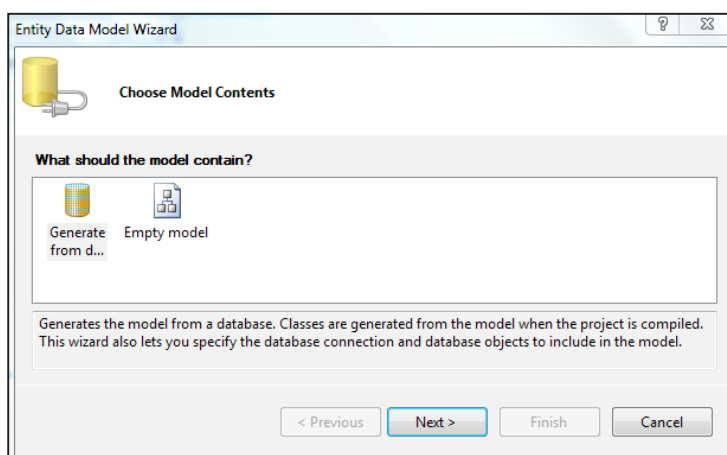 Entity Data Model Wizard
?
Choose Model Contents
What should the model contain?
Generate
from d...
Empty model
Generates the model from a database. Classes are generated from the model when the project is compiled.
This wizard also lets you specify the database connection and database objects to include in the model.
< Previous
Next >
Finish
Cancel